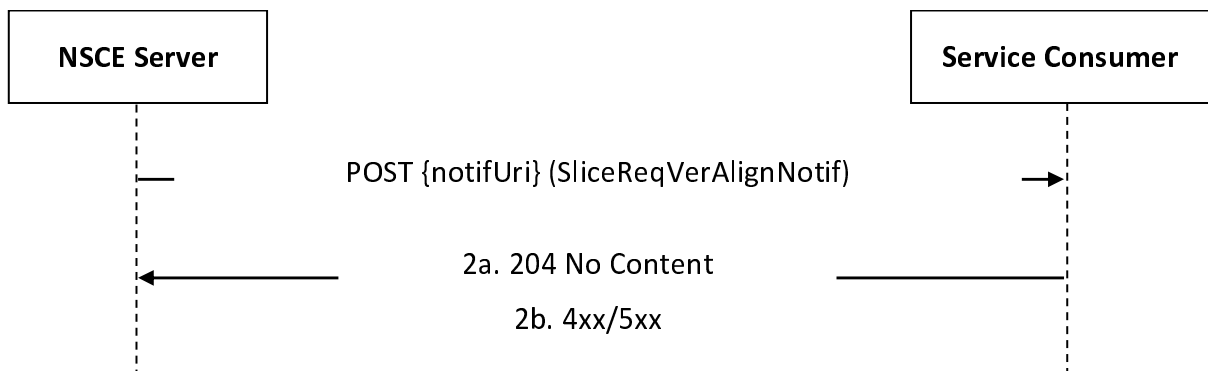 NSCE Server
Service Consumer
POST {notifUri} (SliceReqVerAlignNotif)
2a. 204 No Content
2b. 4xx/5xx